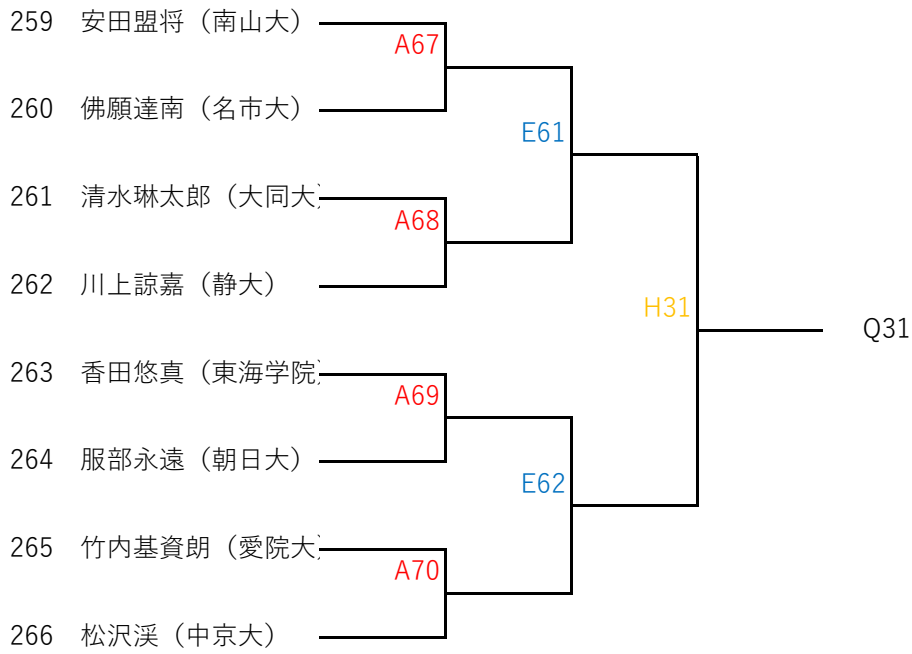 259 安田盟将（南山大）
A67
260 佛願達南（名市大）
E61
261 清水琳太郎（大同大）
A68
262 川上諒嘉（静大）
H31
Q31
263 香田悠真（東海学院）
A69
264 服部永遠（朝日大）
E62
265 竹内基資朗（愛院大）
A70
266 松沢渓（中京大）